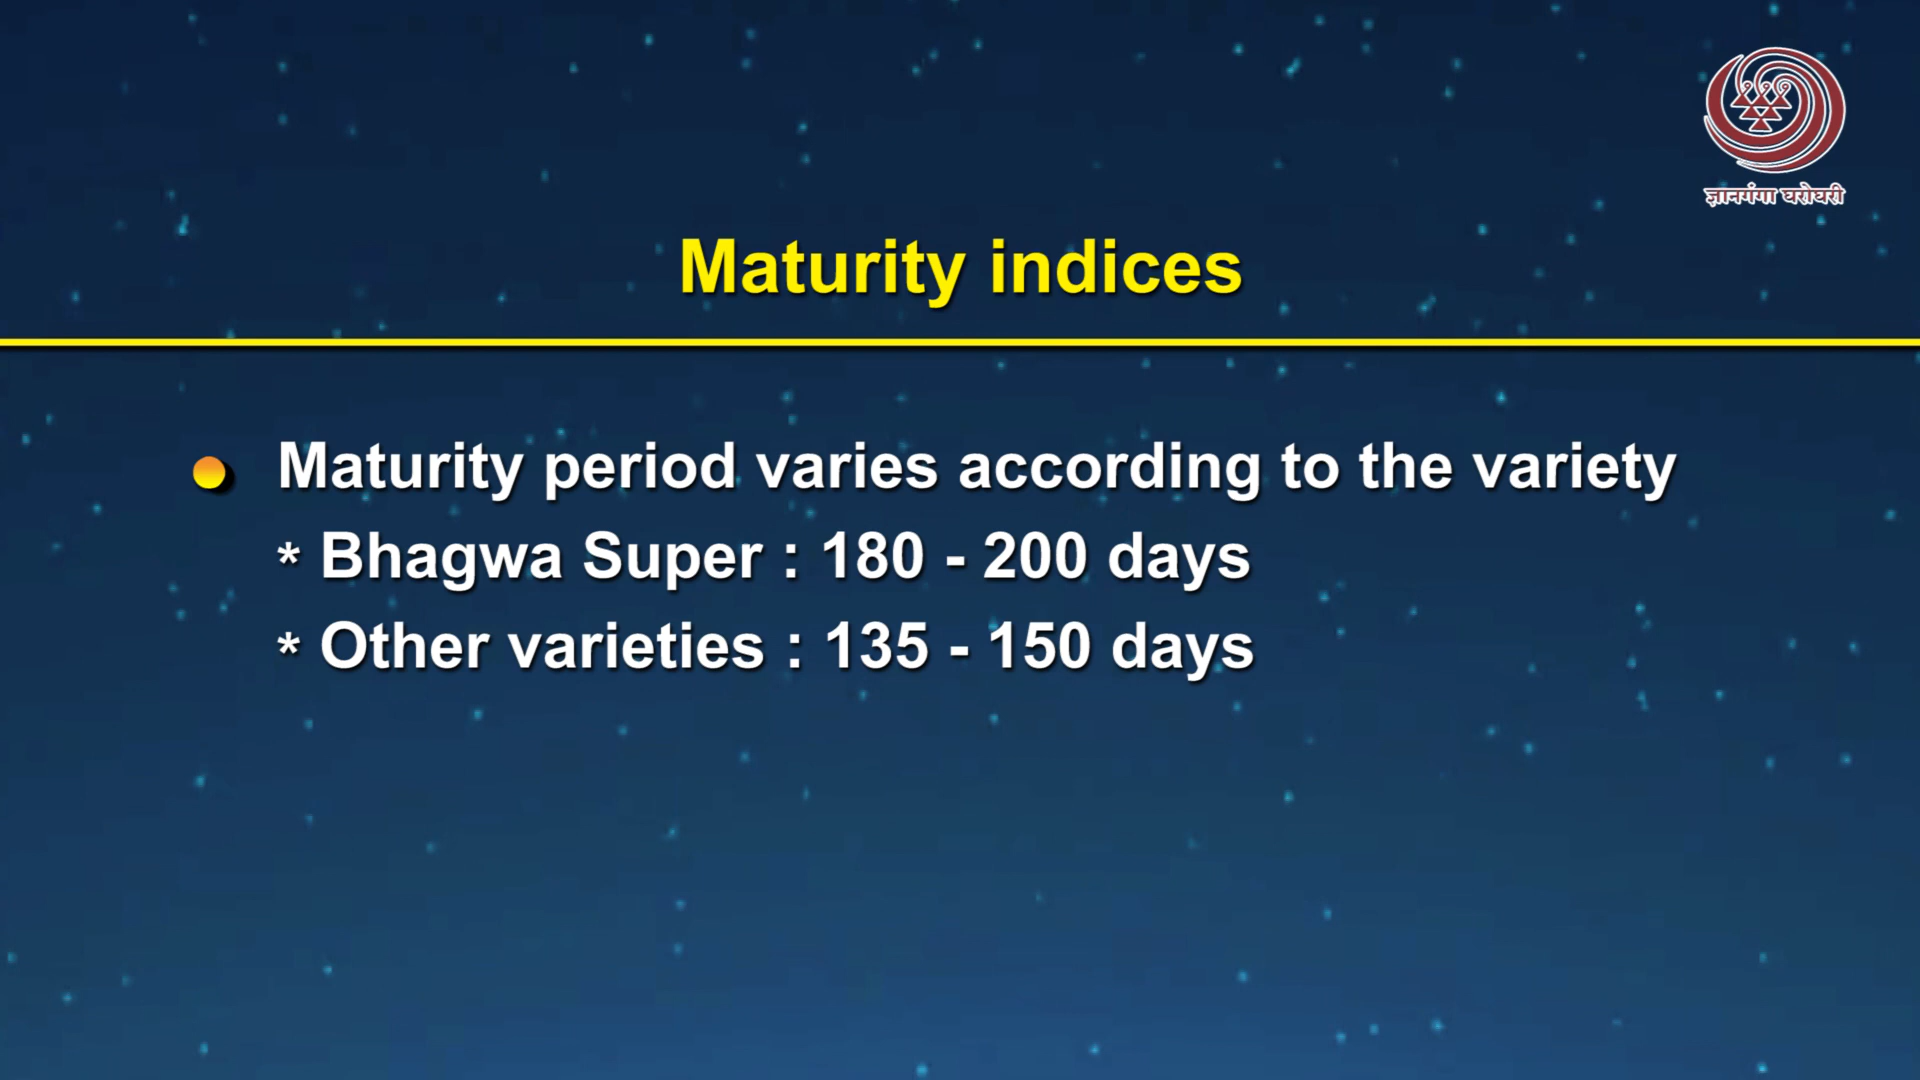 ज्ञानगंगा घरोघरी
Maturity indices
Maturity period varies according to the variety
* Bhagwa Super : 180 - 200 days
* Other varieties : 135 - 150 days